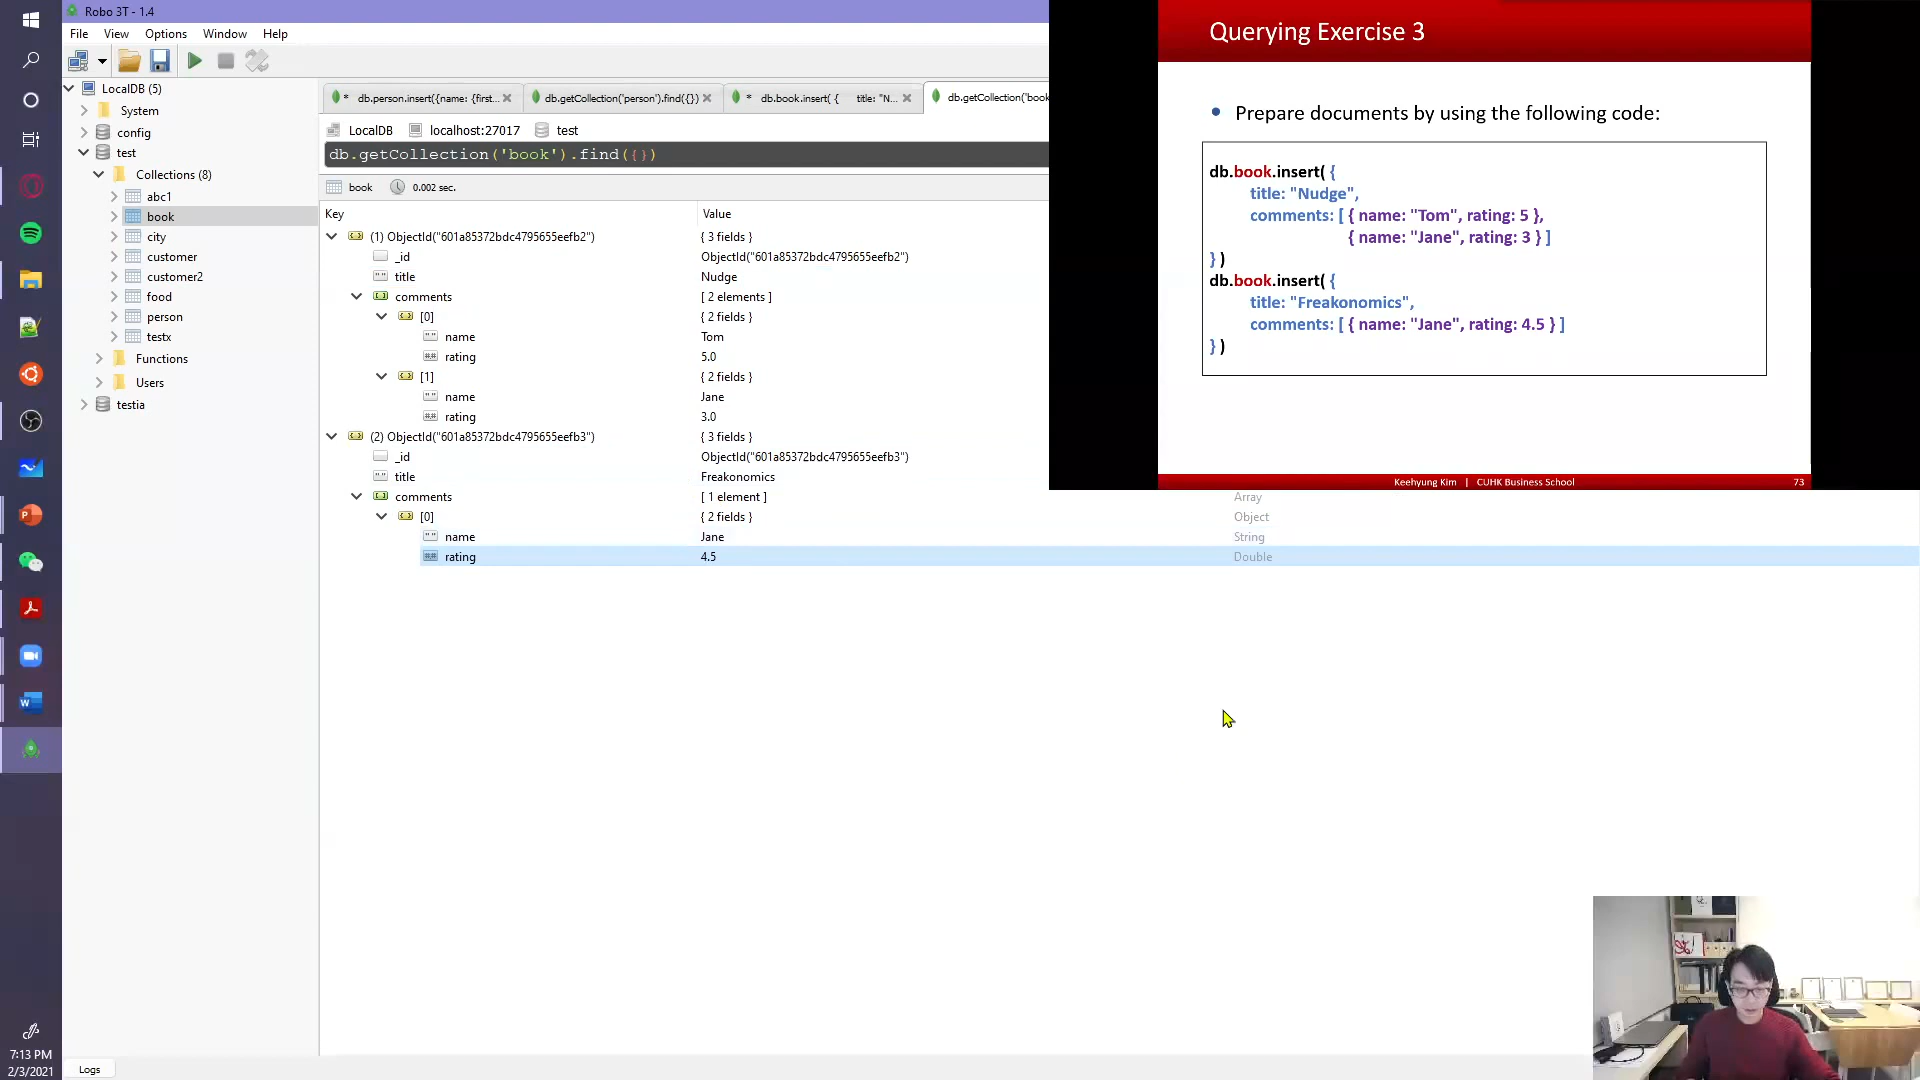 Robo 3T - 1.4
File View Options Window Help
LocalDB (5)
System
config
test
Collections (8)
abc1
book
city
customer
customer2
food
person
testx
Functions
Users
testia
* db.person.insert({name: {first...
db.getCollection('person').find({})
* db.book.insert( { title: "N...
db.getCollection('book
LocalDB localhost:27017 test
db.getCollection('book').find({})
book 0.002 sec.
Key Value
(1) ObjectId("601a85372bdc4795655eefb2") { 3 fields }
_id ObjectId("601a85372bdc4795655eefb2")
title Nudge
comments [ 2 elements ]
[0] { 2 fields }
name Tom
rating 5.0
[1] { 2 fields }
name Jane
rating 3.0
(2) ObjectId("601a85372bdc4795655eefb3") { 3 fields }
_id ObjectId("601a85372bdc4795655eefb3")
title Freakonomics
comments [ 1 element ] Array
[0] { 2 fields } Object
name Jane String
rating 4.5 Double
Querying Exercise 3
• Prepare documents by using the following code:
db.book.insert( {
title: "Nudge",
comments: [ { name: "Tom", rating: 5 },
{ name: "Jane", rating: 3 } ]
} )
db.book.insert( {
title: "Freakonomics",
comments: [ { name: "Jane", rating: 4.5 } ]
} )
Keehyung Kim | CUHK Business School 73
7:13 PM
2/3/2021
Logs